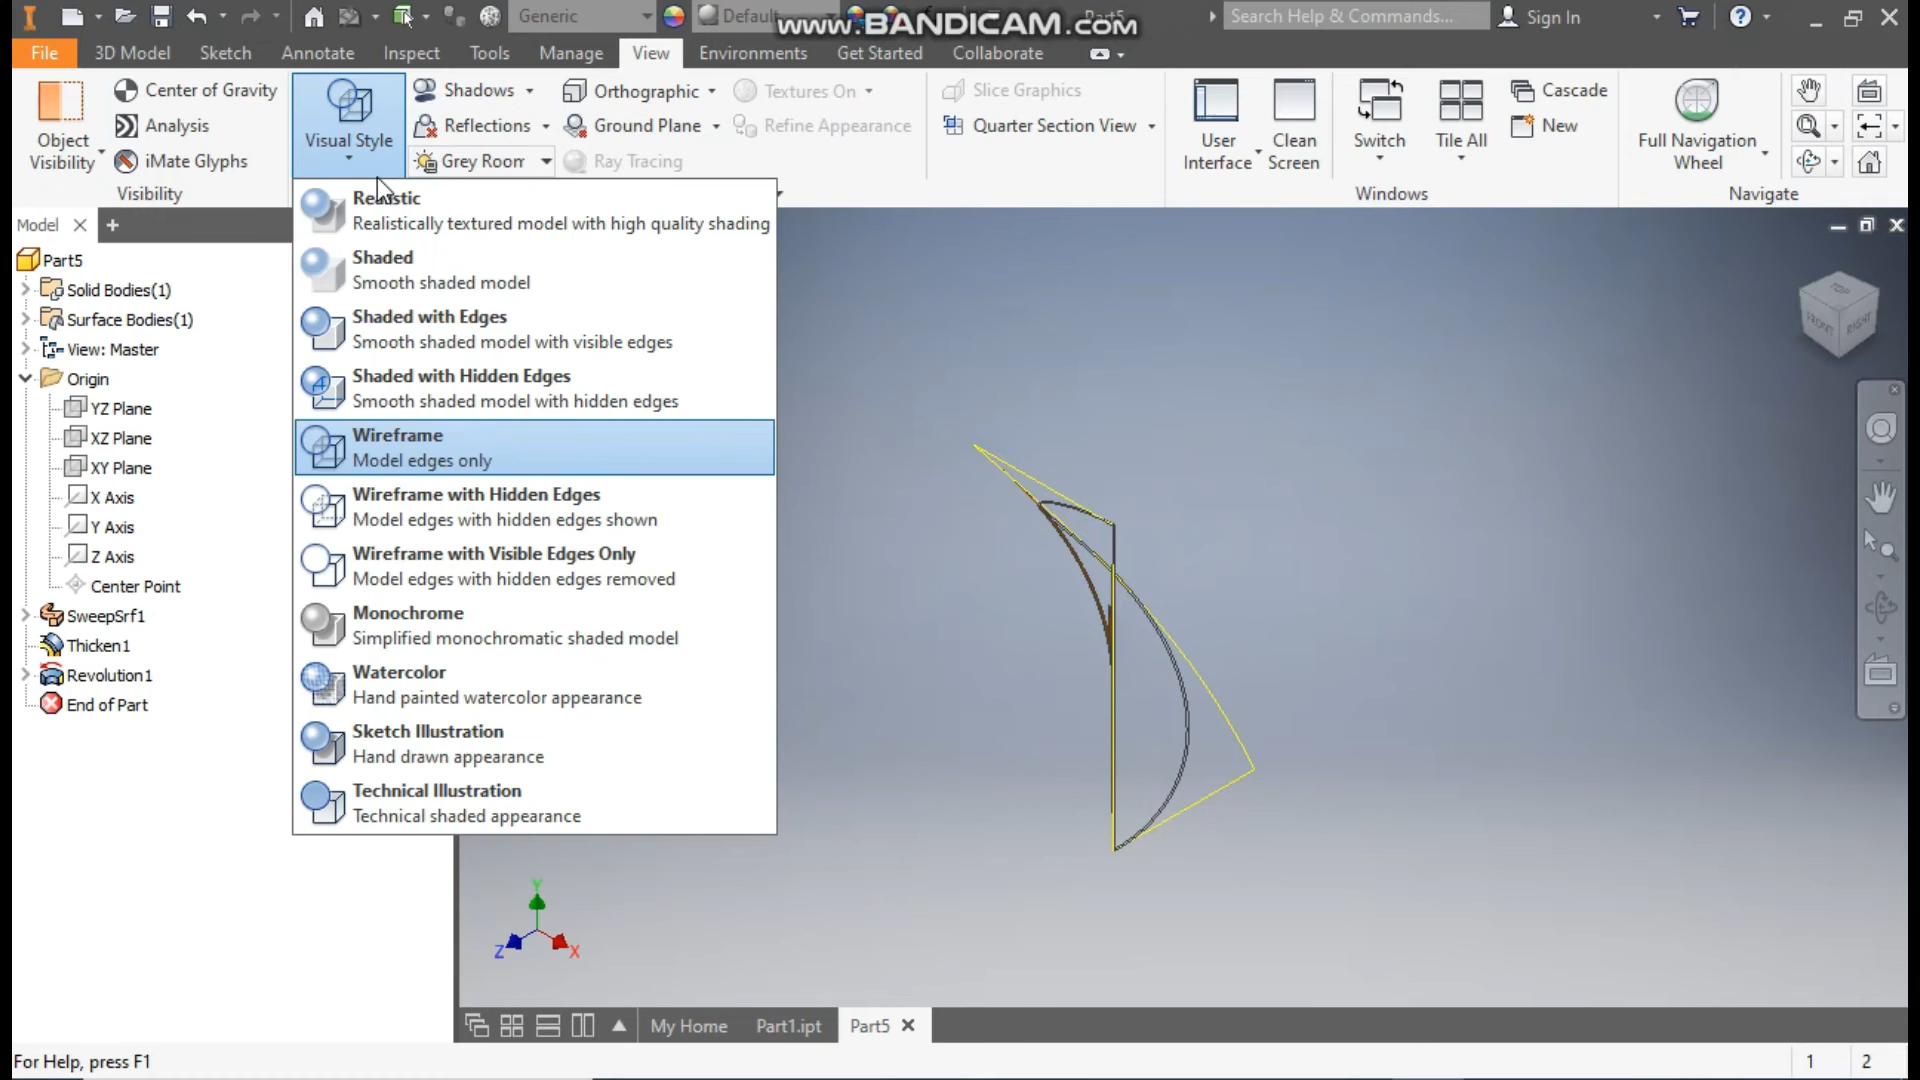 Generic
Default
www.BANDICAM.com
Part5
Search Help & Commands...
Sign In
File
3D Model
Sketch
Annotate
Inspect
Tools
Manage
View
Environments
Get Started
Collaborate
Object Visibility
Center of Gravity
Analysis
iMate Glyphs
Visibility
Visual Style
Shadows
Reflections
Grey Room
Orthographic
Ground Plane
Ray Tracing
Textures On
Refine Appearance
Slice Graphics
Quarter Section View
User Interface
Clean Screen
Switch
Tile All
Cascade
New
Windows
Full Navigation Wheel
Navigate
Model
Part5
Solid Bodies(1)
Surface Bodies(1)
View: Master
Origin
YZ Plane
XZ Plane
XY Plane
X Axis
Y Axis
Z Axis
Center Point
SweepSrf1
Thicken1
Revolution1
End of Part
Realistic
Realistically textured model with high quality shading
Shaded
Smooth shaded model
Shaded with Edges
Smooth shaded model with visible edges
Shaded with Hidden Edges
Smooth shaded model with hidden edges
Wireframe
Model edges only
Wireframe with Hidden Edges
Model edges with hidden edges shown
Wireframe with Visible Edges Only
Model edges with hidden edges removed
Monochrome
Simplified monochromatic shaded model
Watercolor
Hand painted watercolor appearance
Sketch Illustration
Hand drawn appearance
Technical Illustration
Technical shaded appearance
TOP
FRONT
RIGHT
Y
Z
X
My Home
Part1.ipt
Part5
For Help, press F1
1
2